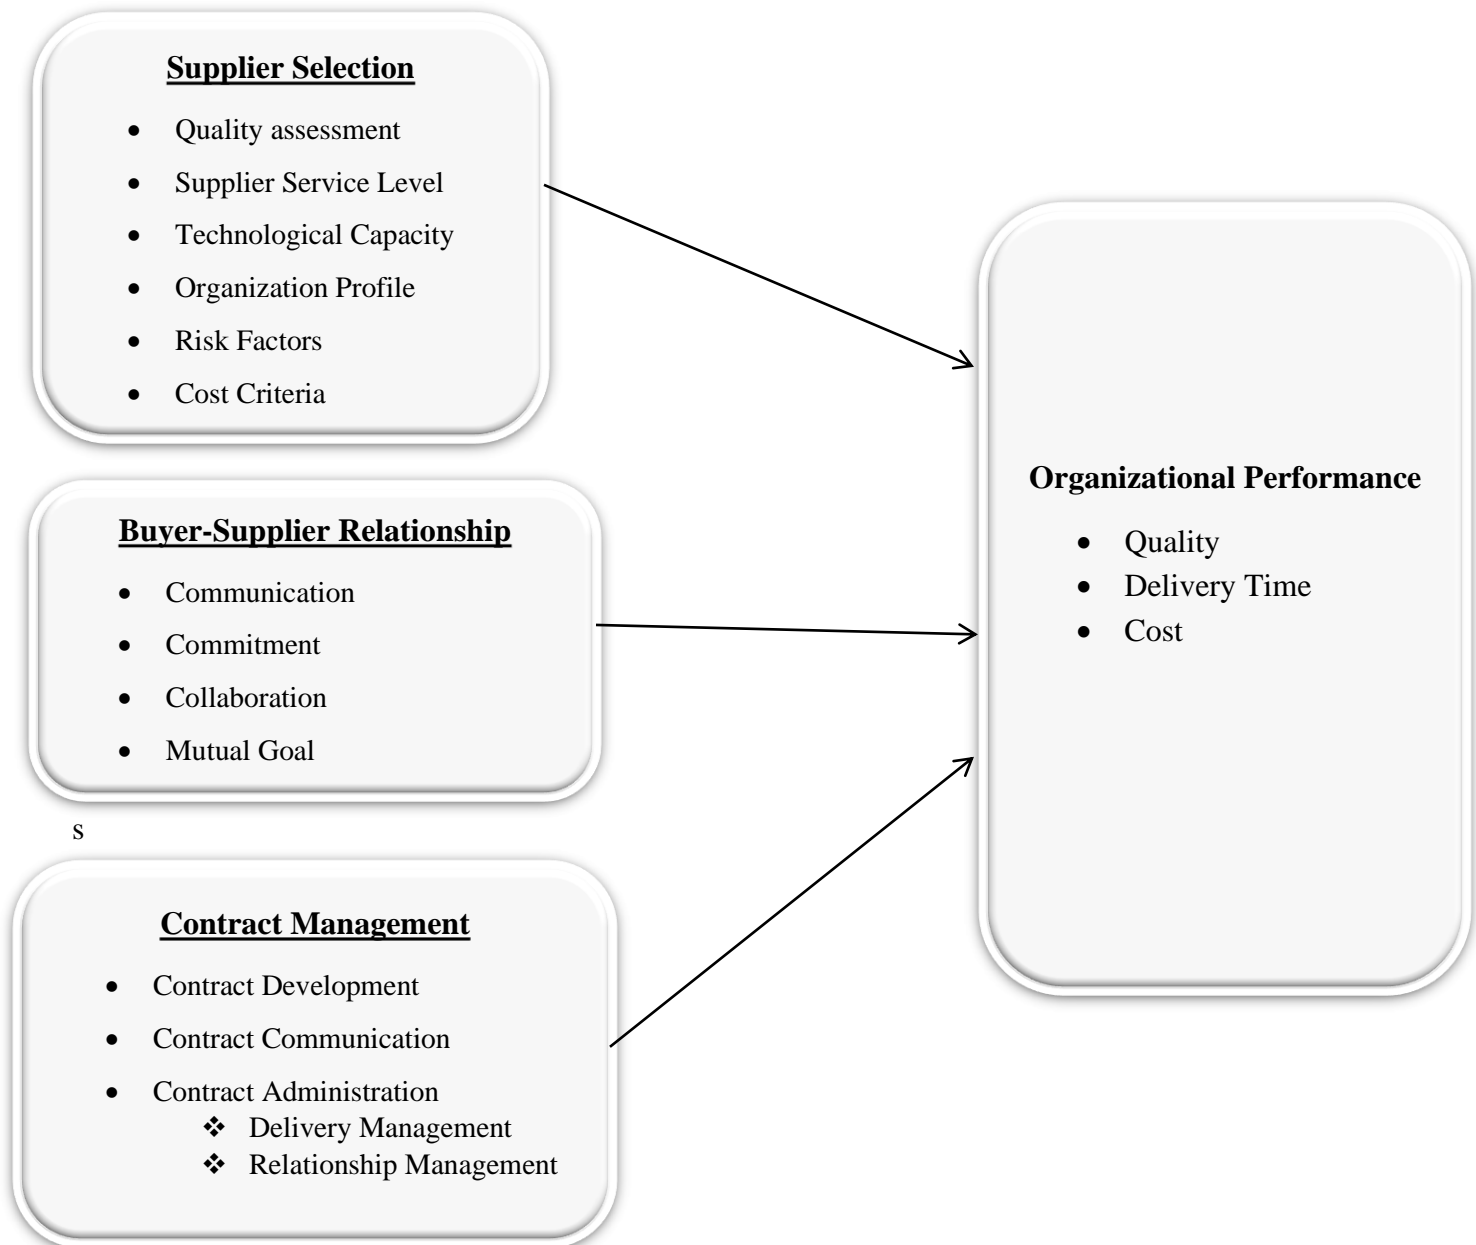 Supplier Selection
• Quality assessment
• Supplier Service Level
• Technological Capacity
• Organization Profile
• Risk Factors
• Cost Criteria
Buyer-Supplier Relationship
• Communication
• Commitment
• Collaboration
• Mutual Goal
s
Contract Management
• Contract Development
• Contract Communication
• Contract Administration
❖ Delivery Management
❖ Relationship Management
Organizational Performance
• Quality
• Delivery Time
• Cost